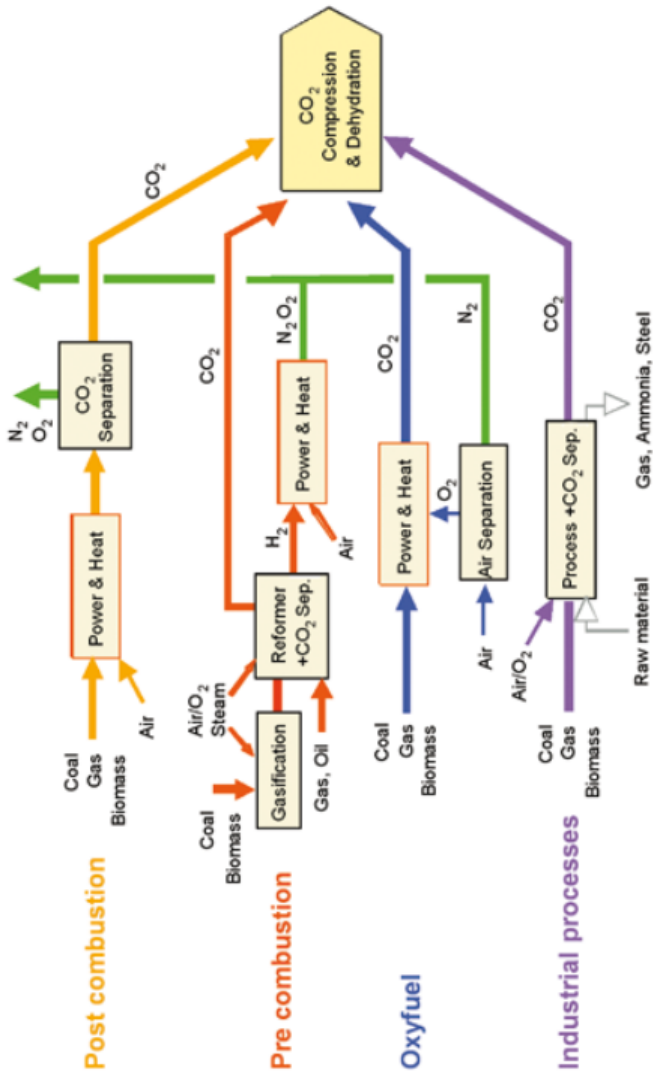 Post combustion
Coal
Gas
Biomass
Air
Power & Heat
N₂
O₂
CO₂
Separation
CO₂
Pre combustion
Coal
Biomass
Air/O₂
Steam
Gasification
Gas, Oil
Reformer
+CO₂ Sep.
H₂
Air
Power & Heat
N₂ O₂
CO₂
Oxyfuel
Coal
Gas
Biomass
Power & Heat
CO₂
O₂
Air
Air Separation
N₂
Industrial processes
Coal
Gas
Biomass
Air/O₂
Process +CO₂ Sep.
CO₂
Raw material
Gas, Ammonia, Steel
CO₂
Compression
& Dehydration